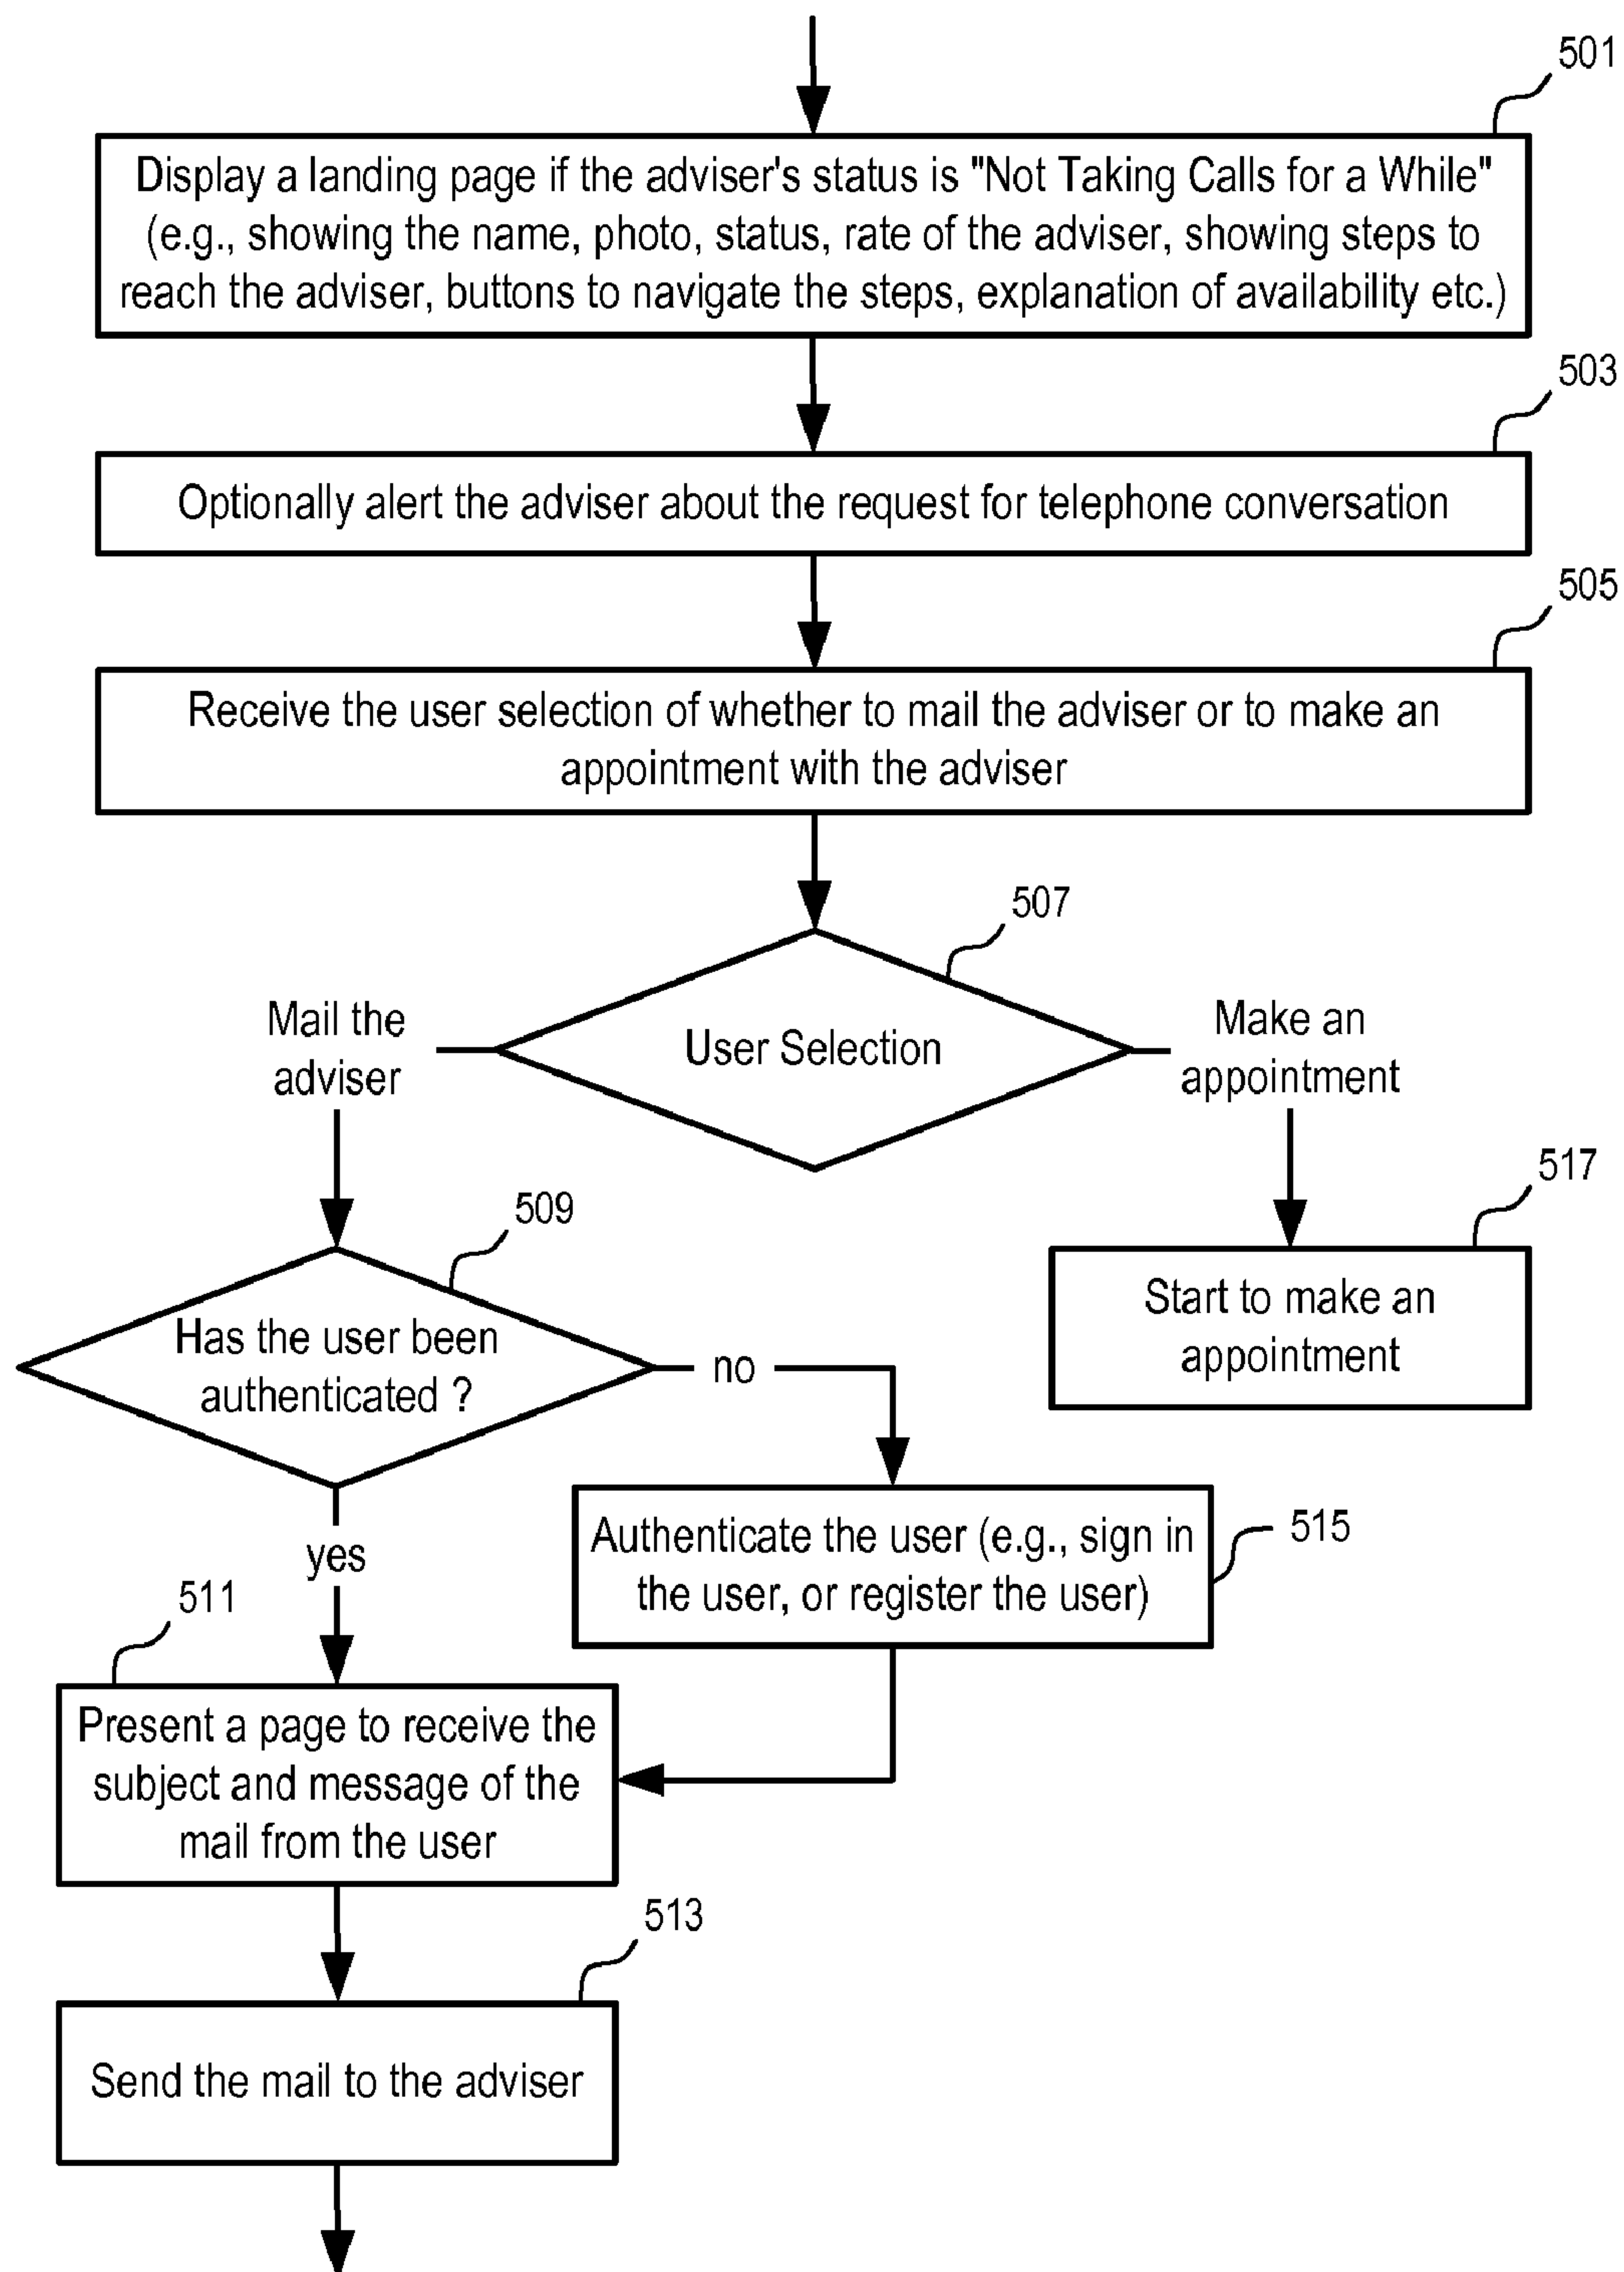 501
Display a landing page if the adviser's status is "Not Taking Calls for a While"
(e.g., showing the name, photo, status, rate of the adviser, showing steps to
reach the adviser, buttons to navigate the steps, explanation of availability etc.)
503
Optionally alert the adviser about the request for telephone conversation
505
Receive the user selection of whether to mail the adviser or to make an
appointment with the adviser
507
Mail the
adviser
User Selection
Make an
appointment
517
Start to make an
appointment
509
Has the user been
authenticated ?
no
yes
Authenticate the user (e.g., sign in
the user, or register the user)
515
511
Present a page to receive the
subject and message of the
mail from the user
513
Send the mail to the adviser